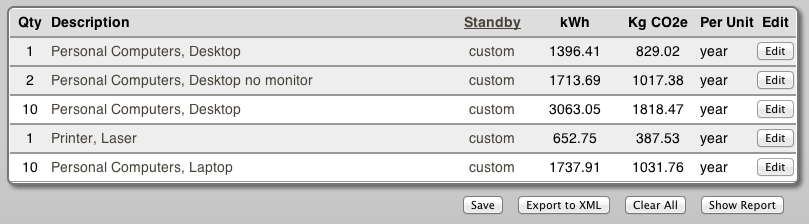 Qty Description Standby kWh Kg CO2e Per Unit Edit
1 Personal Computers, Desktop custom 1396.41 829.02 year Edit
2 Personal Computers, Desktop no monitor custom 1713.69 1017.38 year Edit
10 Personal Computers, Desktop custom 3063.05 1818.47 year Edit
1 Printer, Laser custom 652.75 387.53 year Edit
10 Personal Computers, Laptop custom 1737.91 1031.76 year Edit
Save Export to XML Clear All Show Report